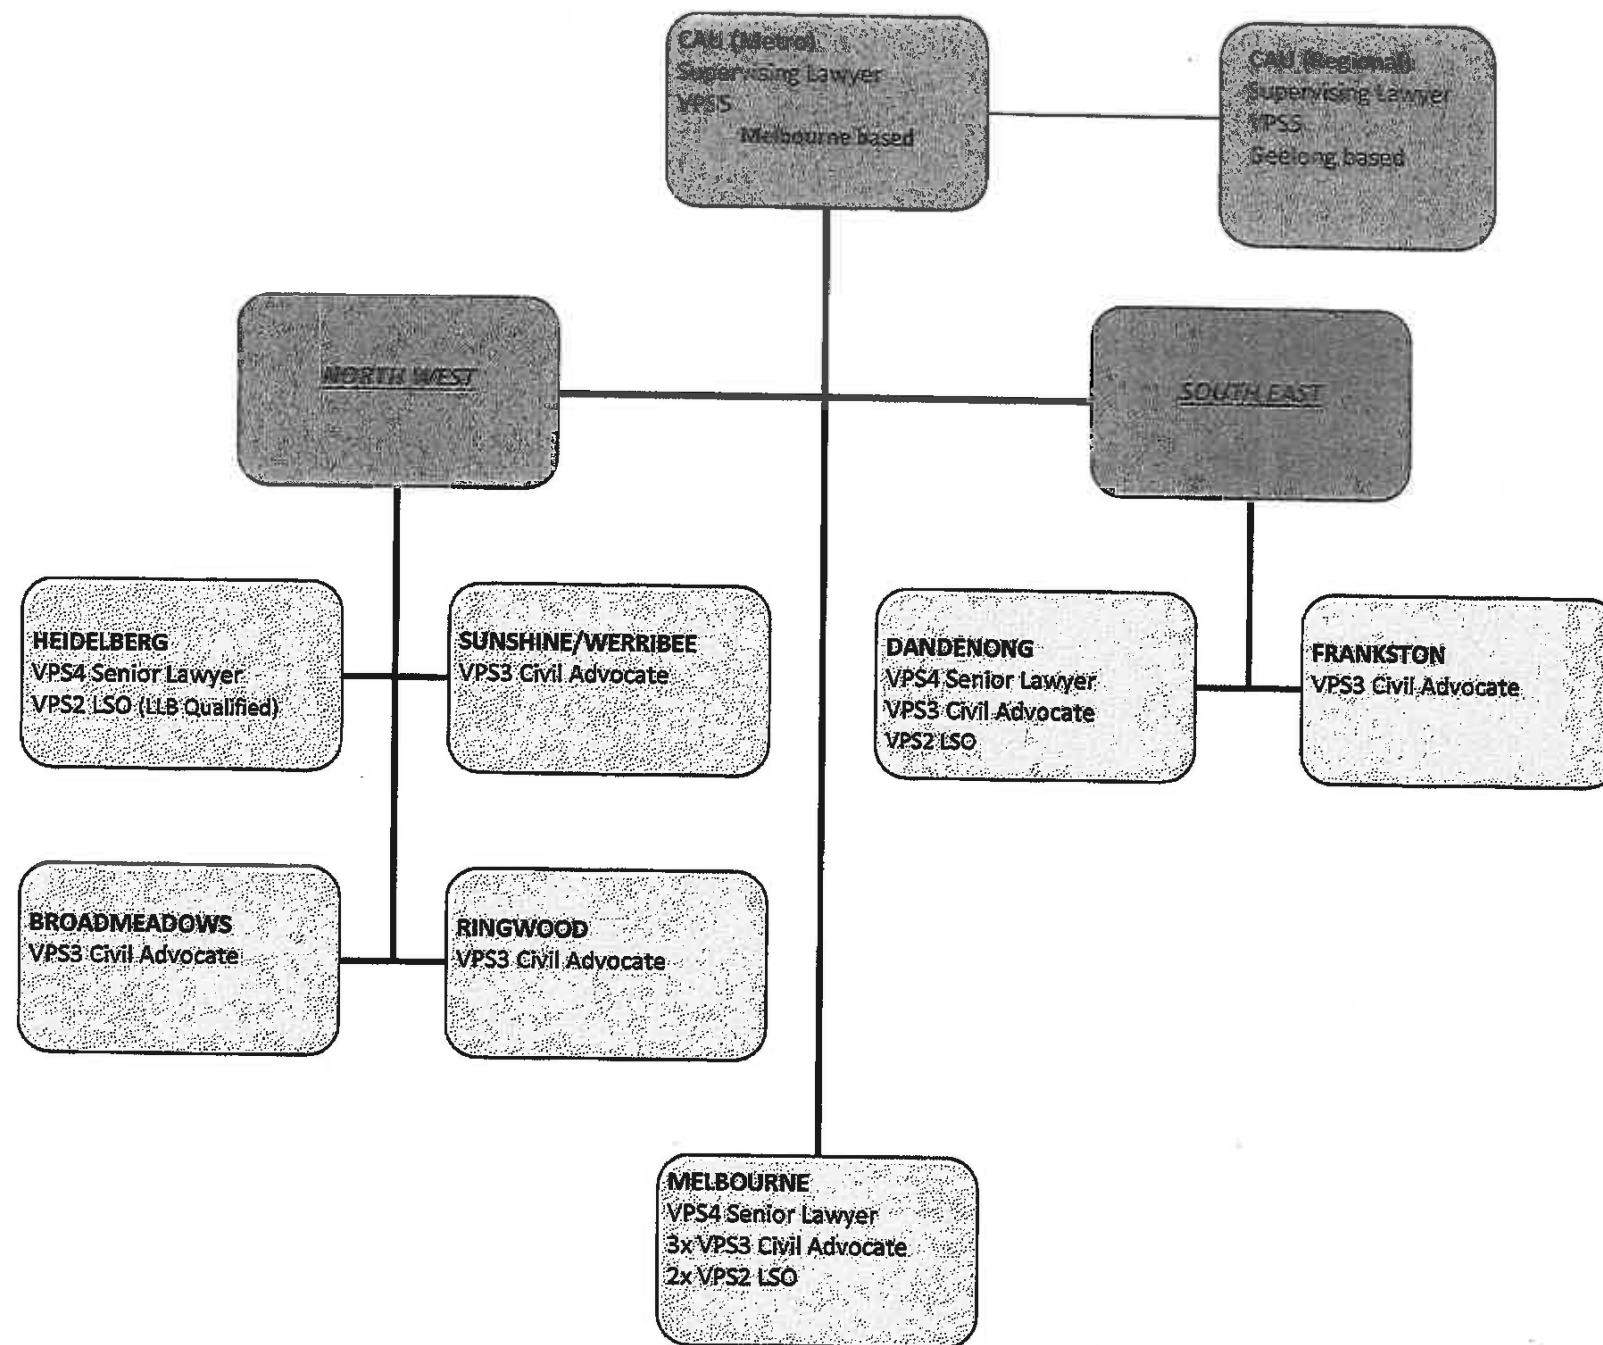 CAU (Metro)
Supervising Lawyer
VPS5
Melbourne based
CAU (Regional)
Supervising Lawyer
VPS5
Geelong based
NORTH WEST
SOUTH EAST
HEIDELBERG
VPS4 Senior Lawyer
VPS2 LSO (LLB Qualified)
SUNSHINE/WERRIBEE
VPS3 Civil Advocate
DANDENONG
VPS4 Senior Lawyer
VPS3 Civil Advocate
VPS2 LSO
FRANKSTON
VPS3 Civil Advocate
BROADMEADOWS
VPS3 Civil Advocate
RINGWOOD
VPS3 Civil Advocate
MELBOURNE
VPS4 Senior Lawyer
3x VPS3 Civil Advocate
2x VPS2 LSO